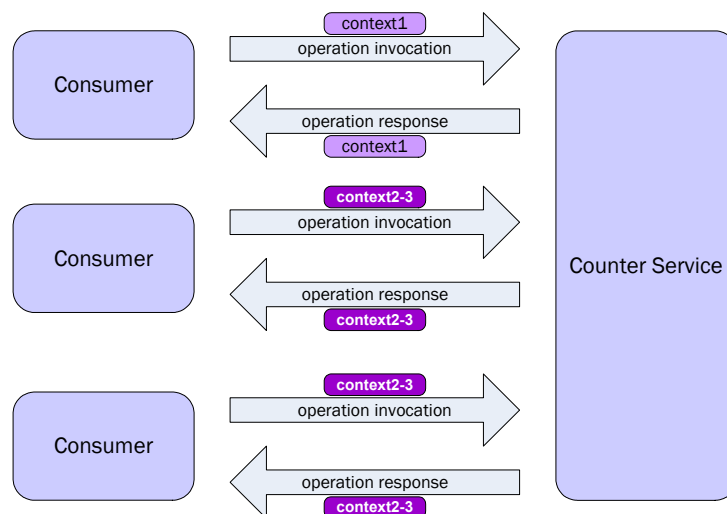 context1
operation invocation
Consumer
operation response
context1
context2-3
operation invocation
Consumer
Counter Service
operation response
context2-3
context2-3
operation invocation
Consumer
operation response
context2-3